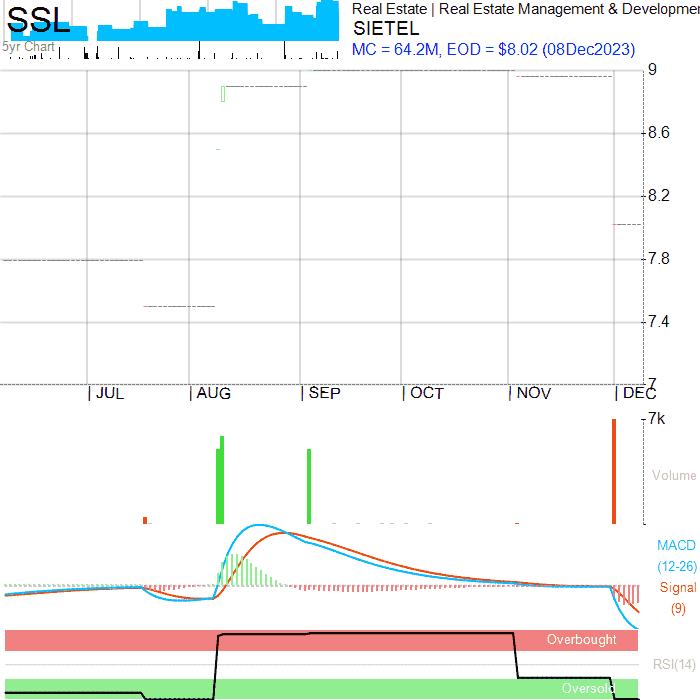 SSL
5yr Chart
Real Estate | Real Estate Management & Developmen
SIETEL
MC = 64.2M, EOD = $8.02 (08Dec2023)
9
8.6
8.2
7.8
7.4
7
JUL AUG SEP OCT NOV DEC
7k
Volume
MACD
(12-26)
Signal
(9)
Overbought
RSI(14)
Oversold